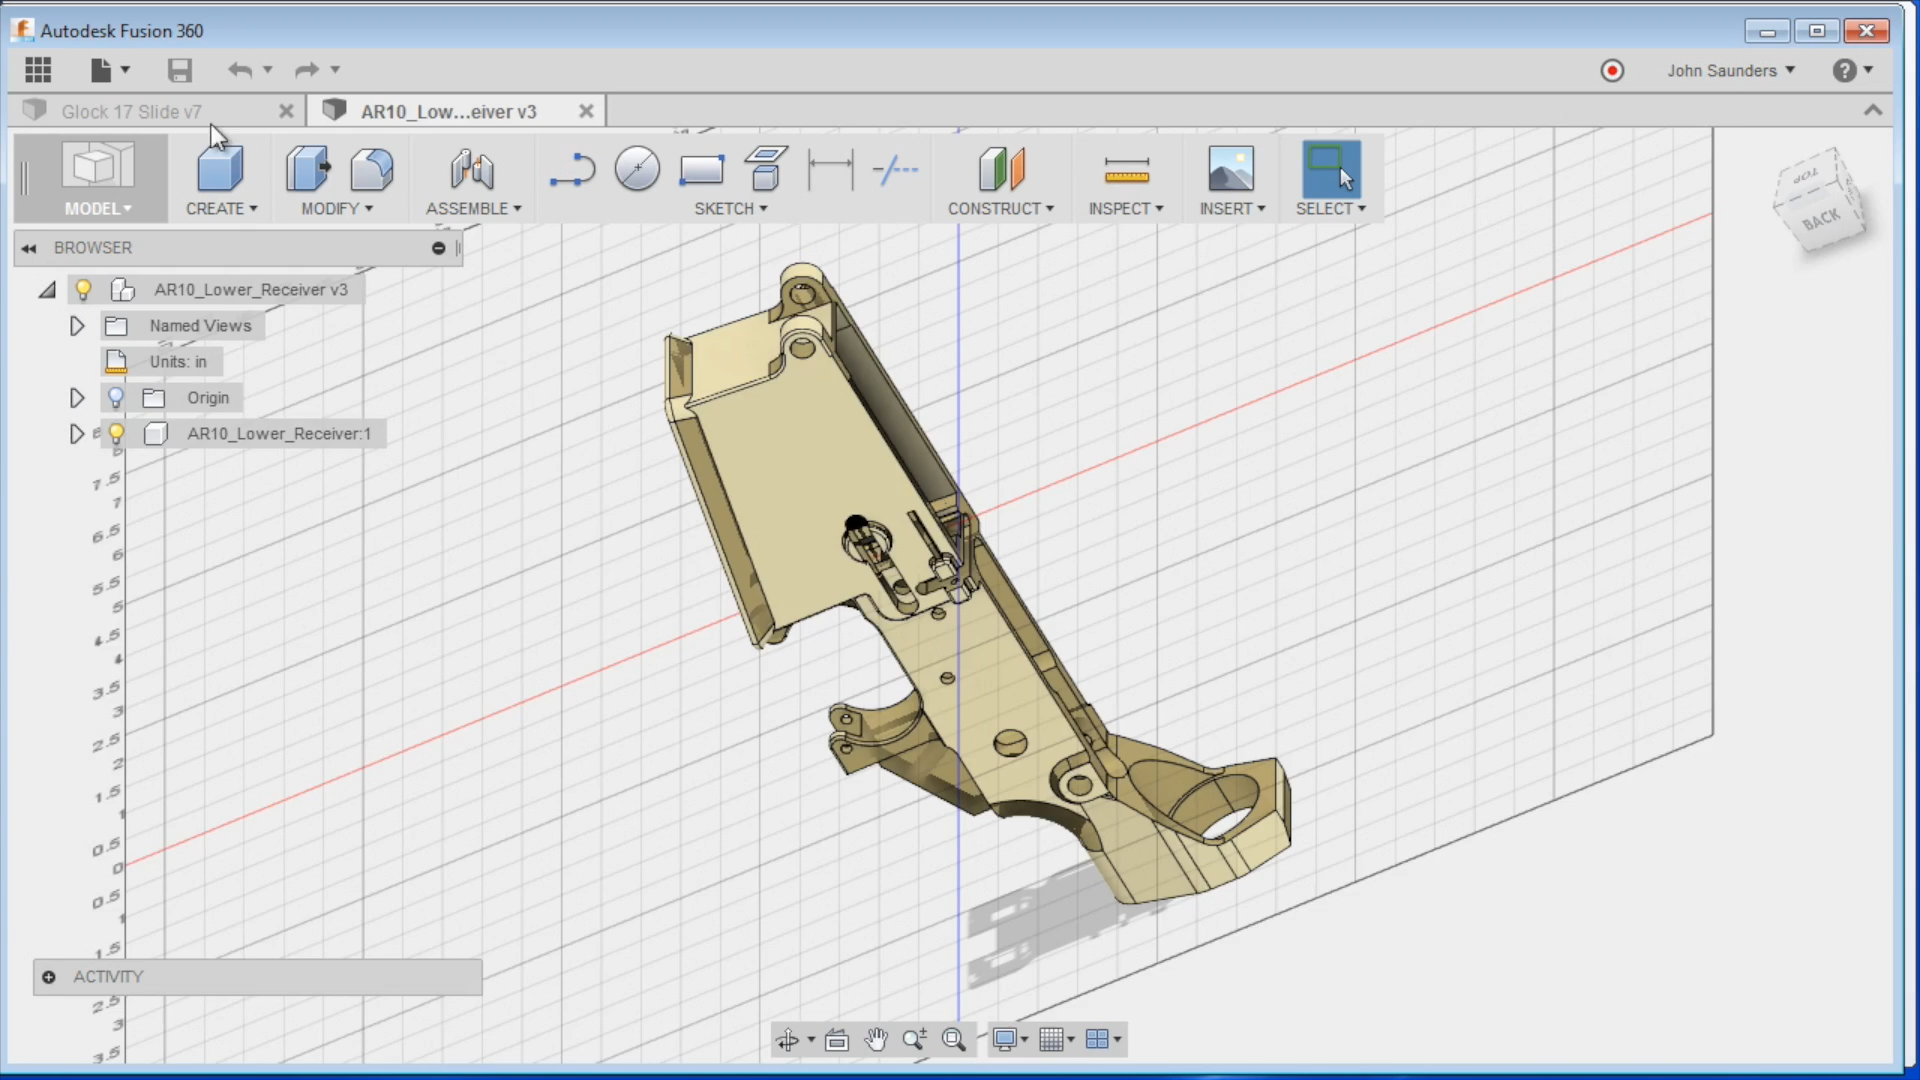 Autodesk Fusion 360
John Saunders
Glock 17 Slide v7
AR10_Low...eiver v3
MODEL
CREATE
MODIFY
ASSEMBLE
SKETCH
CONSTRUCT
INSPECT
INSERT
SELECT
TOP
BACK
BROWSER
AR10_Lower_Receiver v3
Named Views
Units: in
Origin
AR10_Lower_Receiver:1
8
7.5
7
6.5
6
5.5
5
4.5
4
3.5
3
2.5
2
1.5
1
0.5
0
0.5
1
1.5
ACTIVITY
2.5
3
3.5